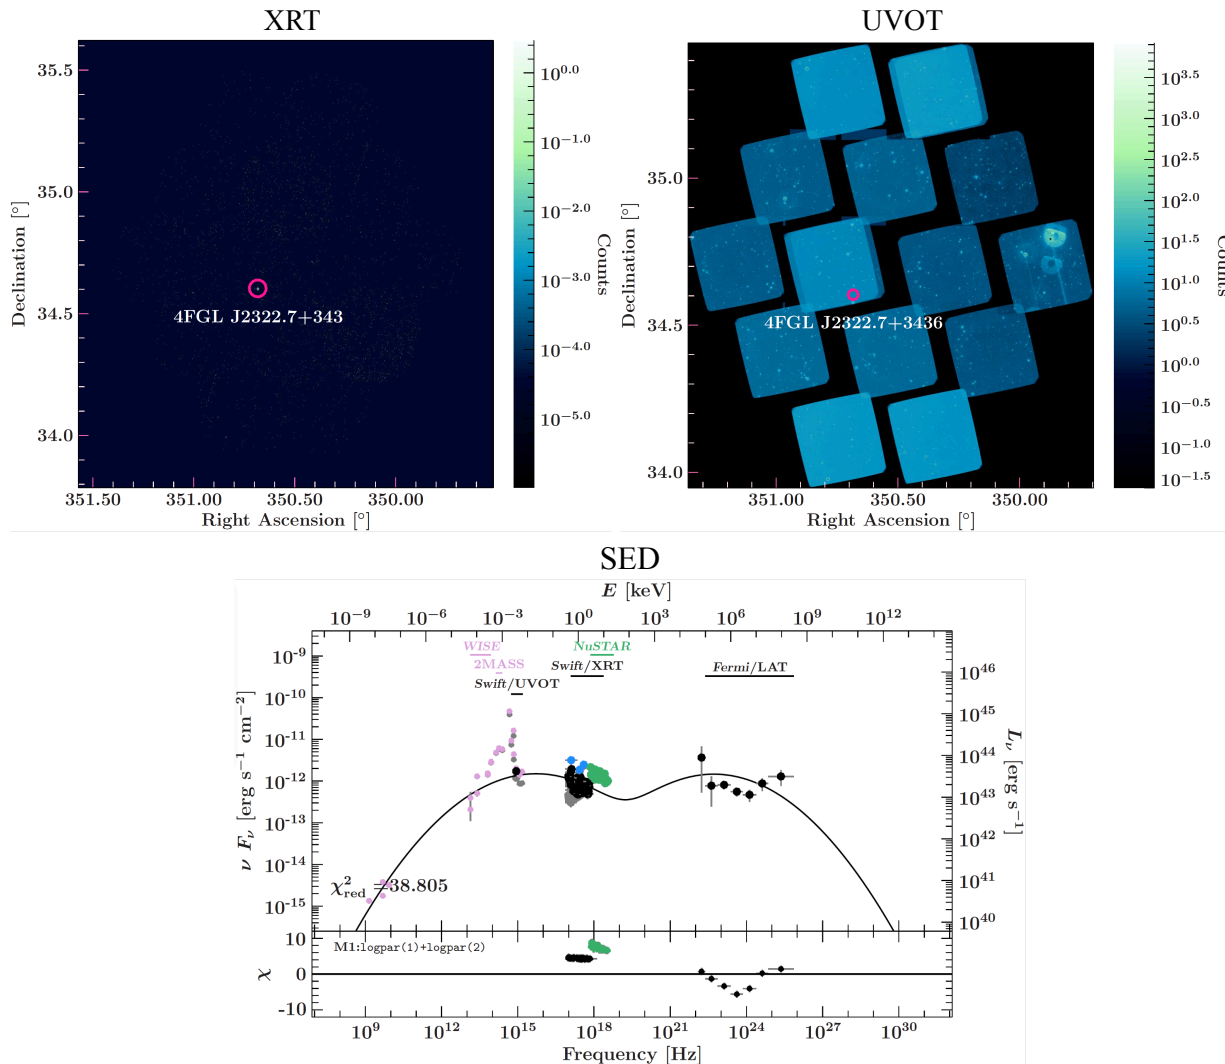 XRT
UVOT
35.5
35.0
34.5
34.0
Declination [°]
351.50
351.00
350.50
350.00
Right Ascension [°]
4FGL J2322.7+343
10^0.0
10^-1.0
10^-2.0
10^-3.0
10^-4.0
10^-5.0
Counts
35.0
34.5
34.0
Declination [°]
351.00
350.50
350.00
Right Ascension [°]
4FGL J2322.7+3436
10^3.5
10^3.0
10^2.5
10^2.0
10^1.5
10^1.0
10^0.5
10^0.0
10^-0.5
10^-1.0
10^-1.5
Counts
SED
E [keV]
10^-9 10^-6 10^-3 10^0 10^3 10^6 10^9 10^12
WISE
2MASS
Swift/UVOT
NuSTAR
Swift/XRT
Fermi/LAT
10^-9
10^-10
10^-11
10^-12
10^-13
10^-14
10^-15
ν F_ν [erg s^-1 cm^-2]
10^46
10^45
10^44
10^43
10^42
10^41
10^40
L_ν [erg s^-1]
χ²_red =38.805
M1:logpar(1)+logpar(2)
10
0
-10
χ
10^9 10^12 10^15 10^18 10^21 10^24 10^27 10^30
Frequency [Hz]